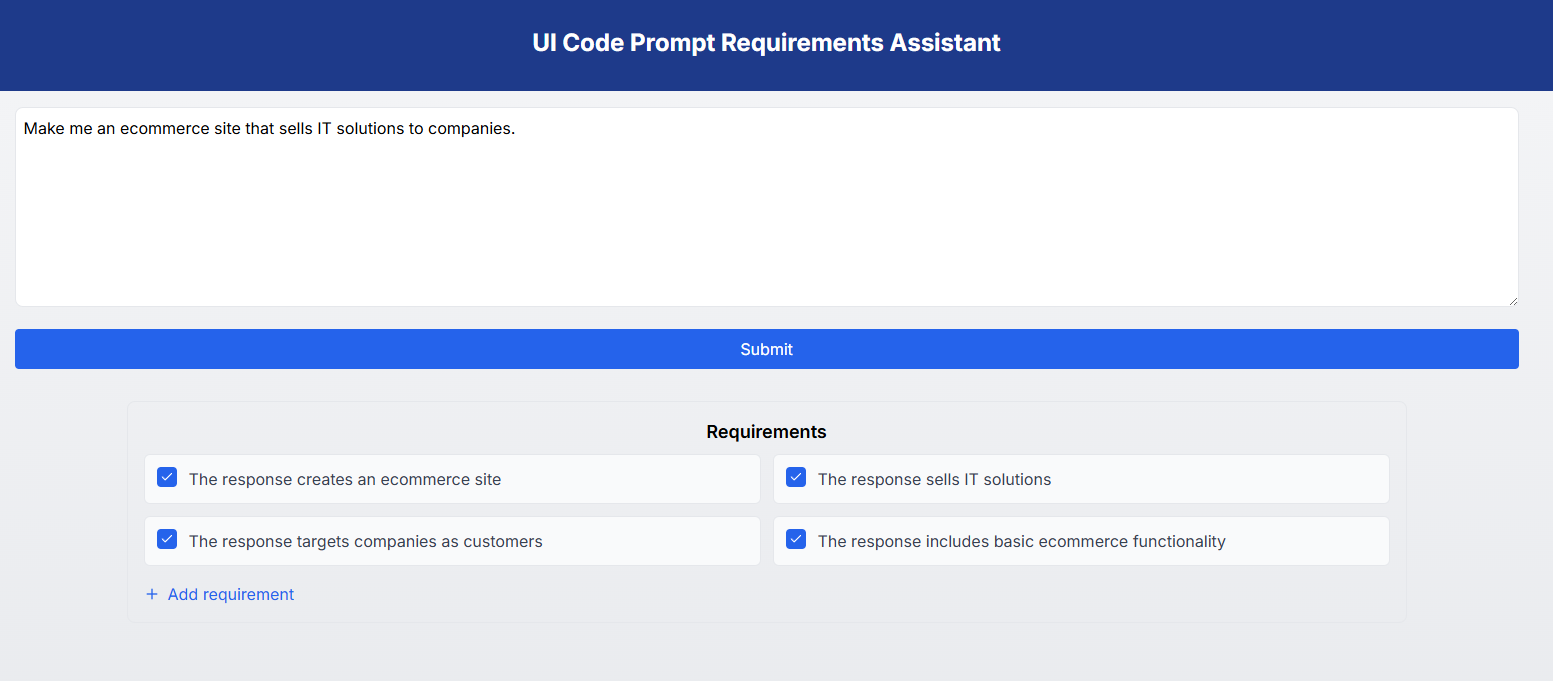 UI Code Prompt Requirements Assistant
Make me an ecommerce site that sells IT solutions to companies.
Submit
Requirements
The response creates an ecommerce site
The response sells IT solutions
The response targets companies as customers
The response includes basic ecommerce functionality
+ Add requirement